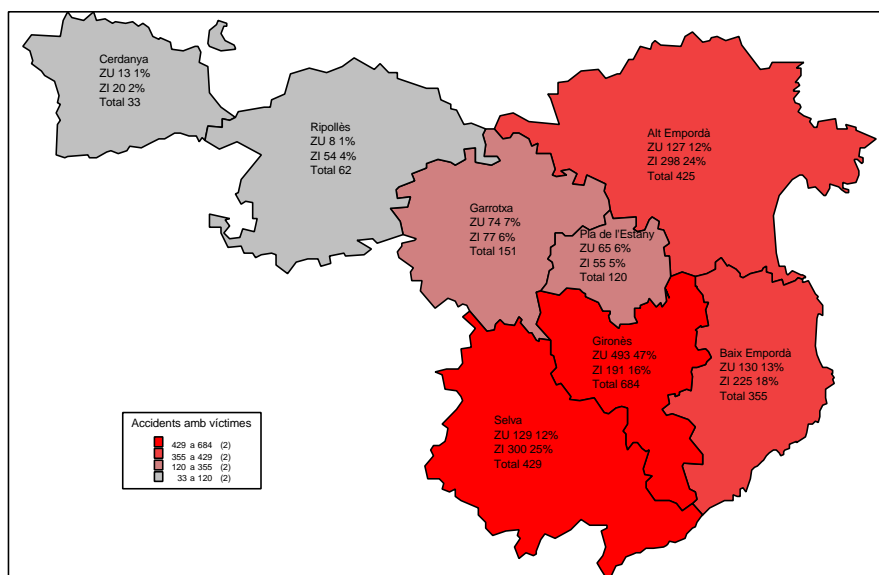 Cerdanya
ZU 13 1%
ZI 20 2%
Total 33
Ripollès
ZU 8 1%
ZI 54 4%
Total 62
Alt Empordà
ZU 127 12%
ZI 298 24%
Total 425
Garrotxa
ZU 74 7%
ZI 77 6%
Total 151
Pla de l'Estany
ZU 65 6%
ZI 55 5%
Total 120
Gironès
ZU 493 47%
ZI 191 16%
Total 684
Baix Empordà
ZU 130 13%
ZI 225 18%
Total 355
Selva
ZU 129 12%
ZI 300 25%
Total 429
Accidents amb víctimes
429 a 684 (2)
355 a 429 (2)
120 a 355 (2)
33 a 120 (2)